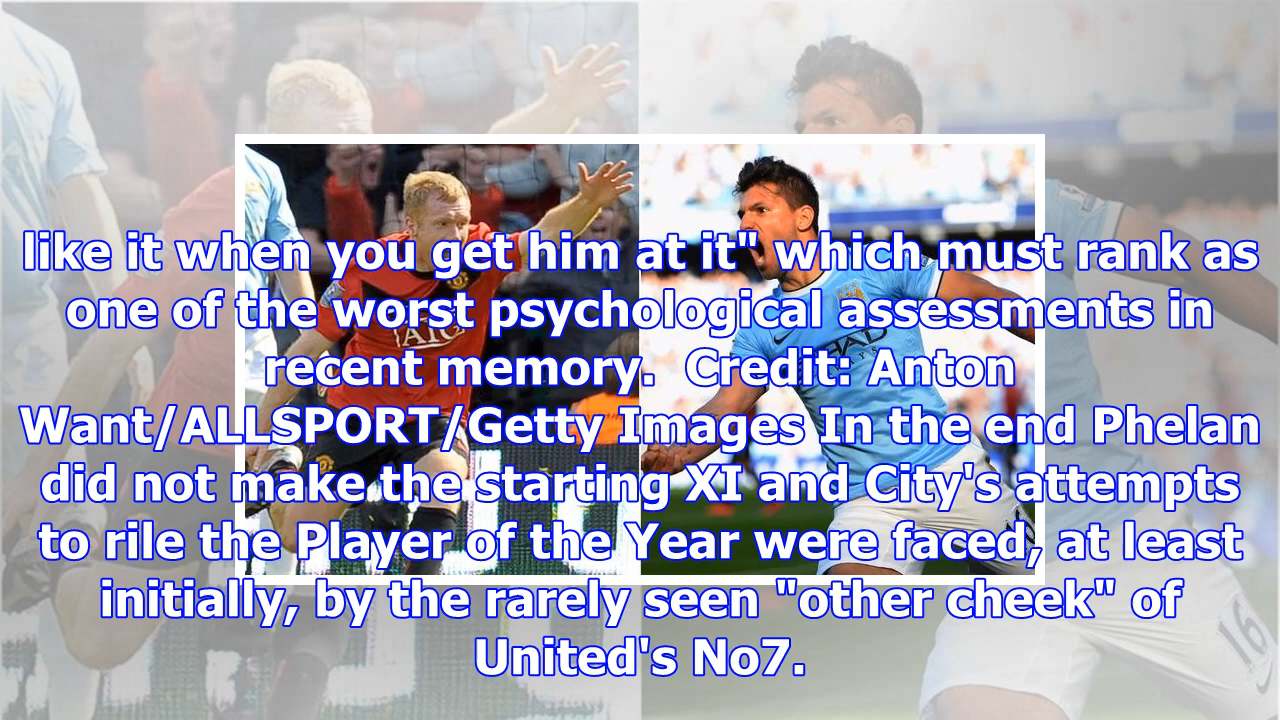 like it when you get him at it" which must rank as
one of the worst psychological assessments in
recent memory.  Credit: Anton
Want/ALLSPORT/Getty Images In the end Phelan
did not make the starting XI and City's attempts
to rile the Player of the Year were faced, at least
initially, by the rarely seen "other cheek" of
United's No7.
16